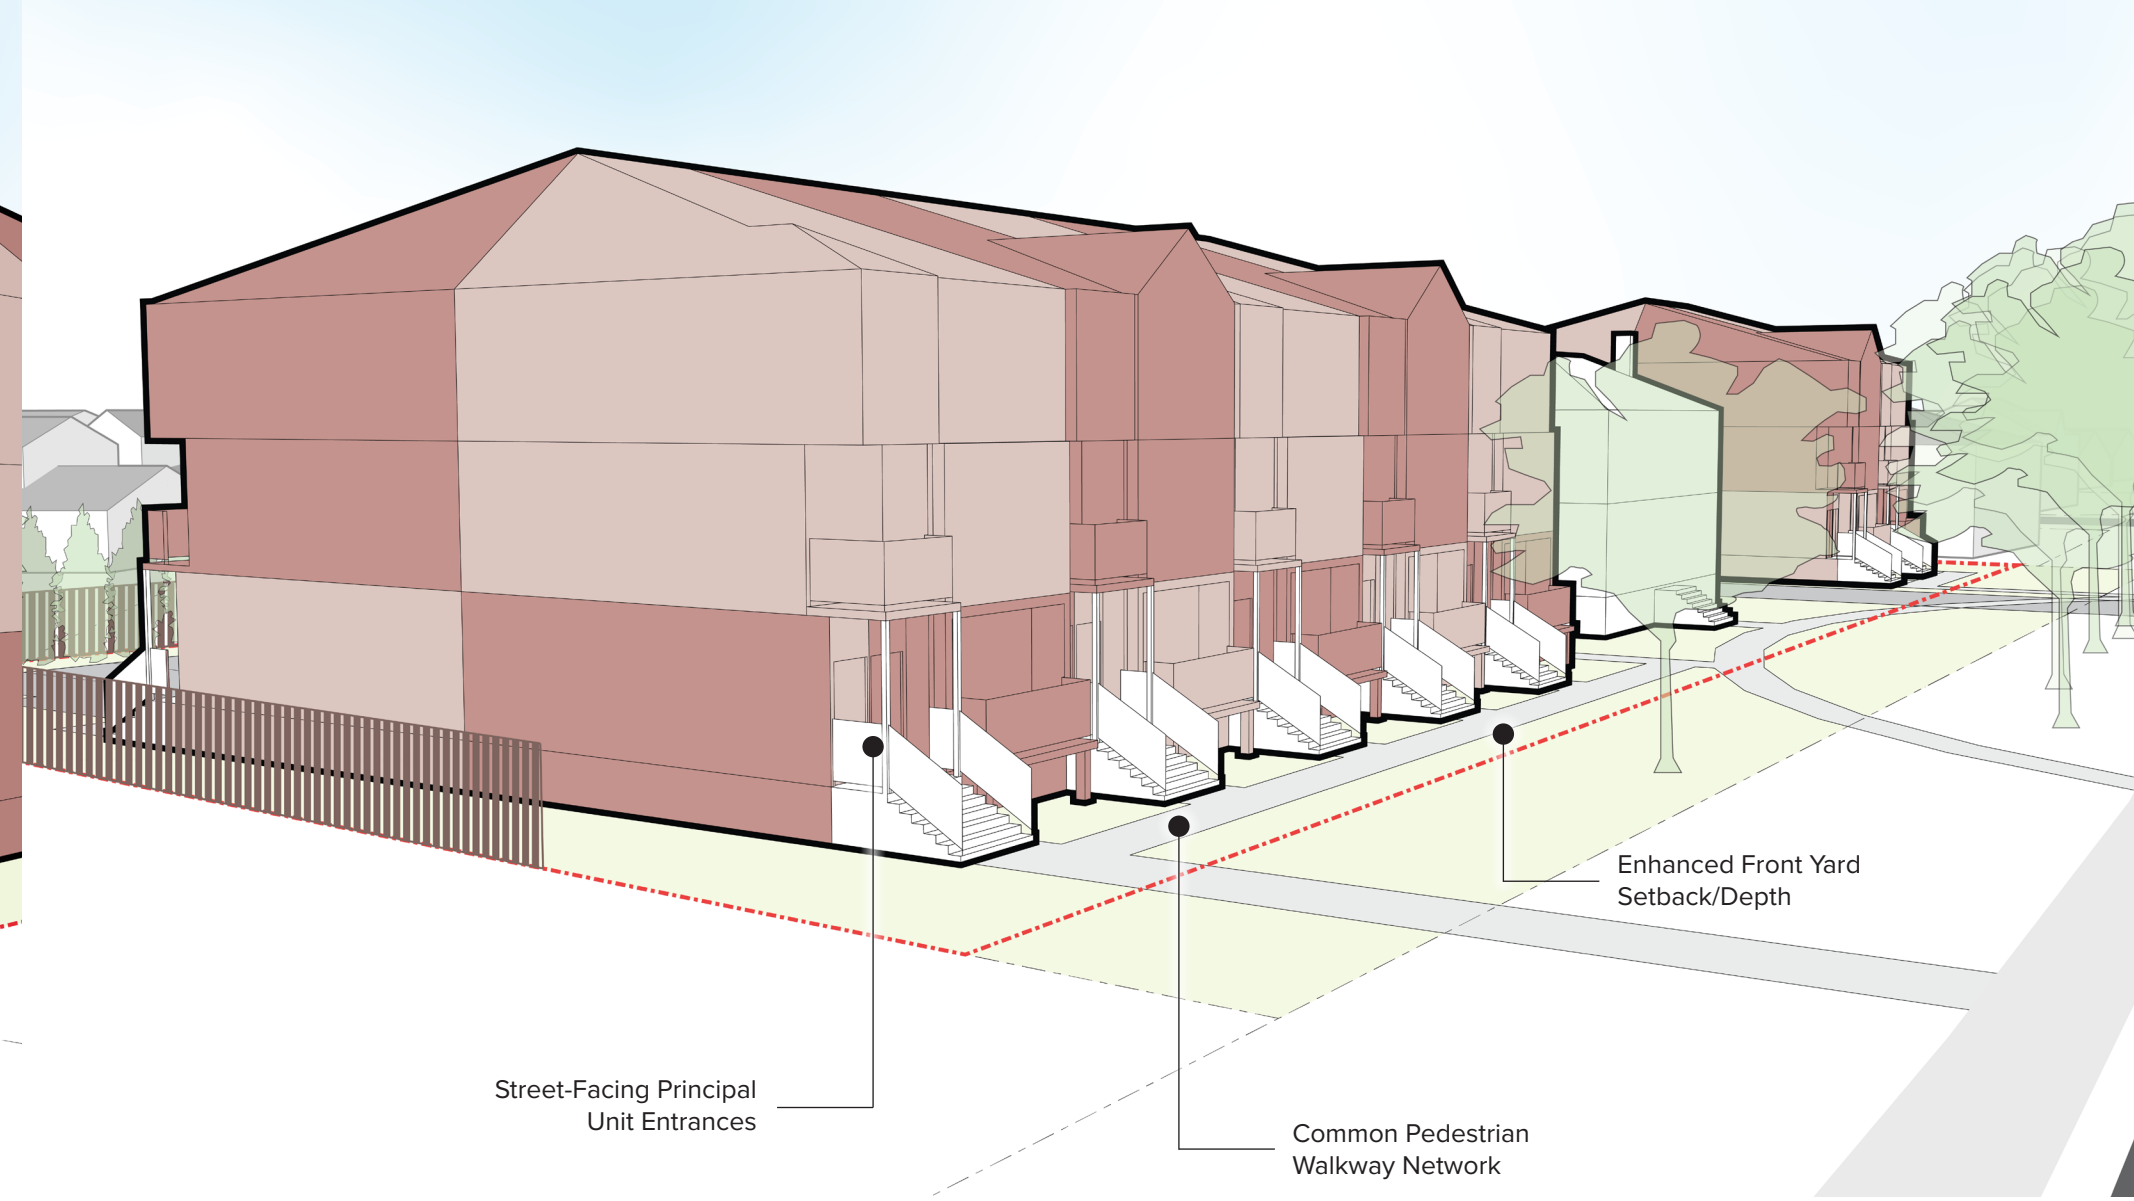 Enhanced Front Yard
Setback/Depth
Street-Facing Principal
Unit Entrances
Common Pedestrian
Walkway Network